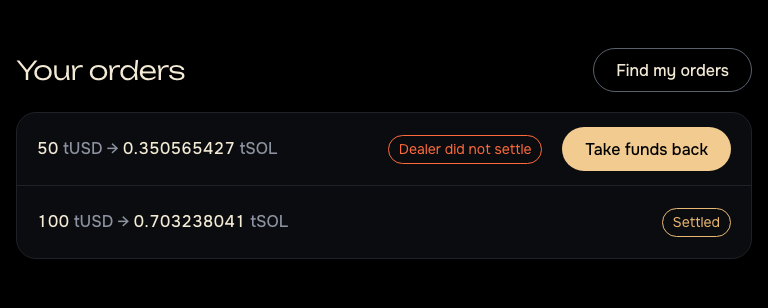 Your orders
Find my orders
50 tUSD → 0.350565427 tSOL
Dealer did not settle
Take funds back
100 tUSD → 0.703238041 tSOL
Settled